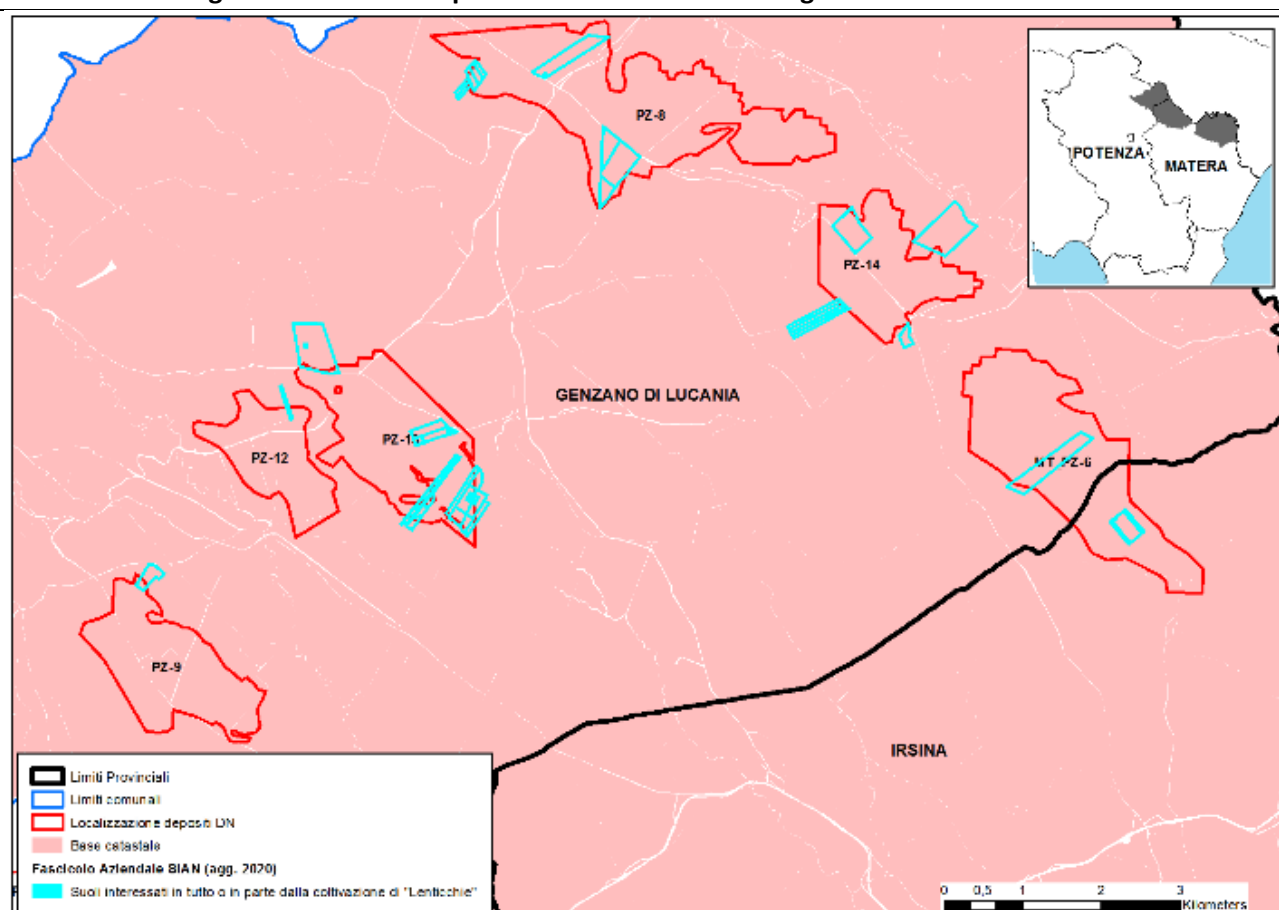 POTENZA
MATERA
PZ-8
PZ-14
GENZANO DI LUCANIA
PZ-12
MT_PZ-6
PZ-9
IRSINA
Limiti Provinciali
Limiti comunali
Localizzazione depositi DN
Base catastale
Fascicolo Aziendale SIAN (agg. 2020)
Suoli interessati in tutto o in parte dalla coltivazione di "Lenticchie"
0 0,5 1 2 3
Kilometers